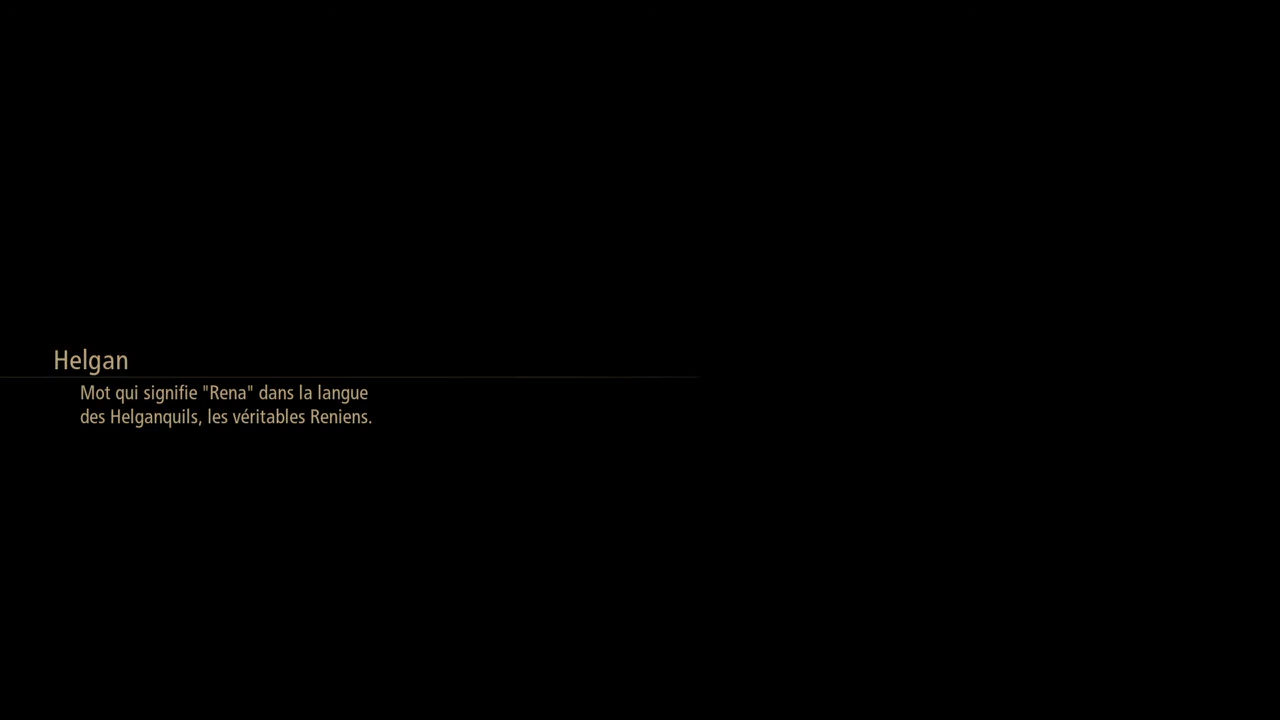 Helgan
Mot qui signifie "Rena" dans la langue
des Helganquils, les véritables Reniens.